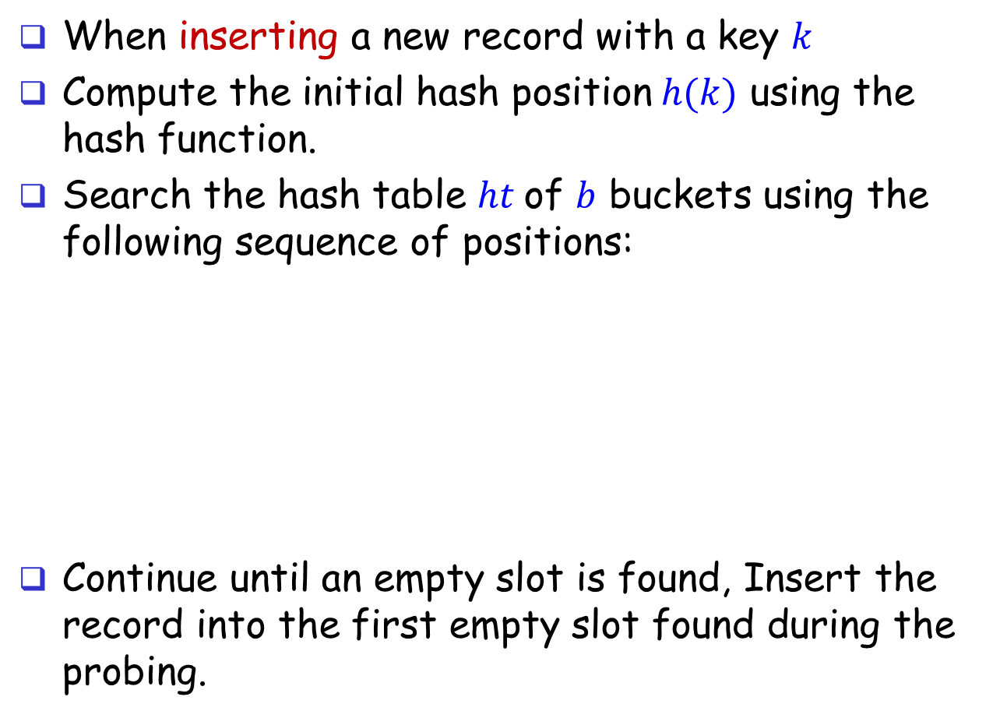 When inserting a new record with a key k
Compute the initial hash position h(k) using the
hash function.
Search the hash table ht of b buckets using the
following sequence of positions:
Continue until an empty slot is found, Insert the
record into the first empty slot found during the
probing.